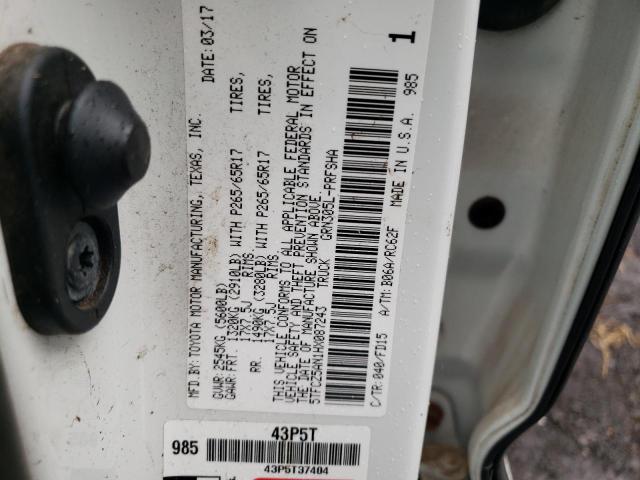 MFD. BY: TOYOTA MOTOR MANUFACTURING, TEXAS, INC. DATE: 03/17
GVWR: 2545KG (5600LB)
GAWR: FRT. 1320KG (2910LB) WITH P265/65R17 TIRES,
17X7.5J RIMS
RR. 1490KG (3280LB) WITH P265/65R17 TIRES,
17X7.5J RIMS
THIS VEHICLE CONFORMS TO ALL APPLICABLE FEDERAL MOTOR
VEHICLE SAFETY AND THEFT PREVENTION STANDARDS IN EFFECT ON
THE DATE OF MANUFACTURE SHOWN ABOVE.
5TFCZ5AN1HX087243 TRUCK GRN305L-PRFSHA
C/TR: 040/FD15 A/TM: B06A/RC62F MADE IN U.S.A. 985
1
43P5T
985
43P5T37404